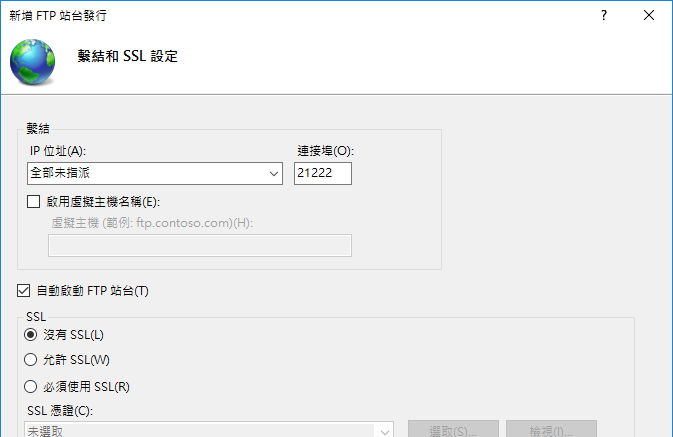 新增 FTP 站台發行
?
繫結和 SSL 設定
繫結
IP 位址(A): 連接埠(O):
全部未指派 21222
啟用虛擬主機名稱(E):
虛擬主機 (範例: ftp.contoso.com)(H):
自動啟動 FTP 站台(T)
SSL
沒有 SSL(L)
允許 SSL(W)
必須使用 SSL(R)
SSL 憑證(C):
未選取 選取(S)... 檢視(I)...